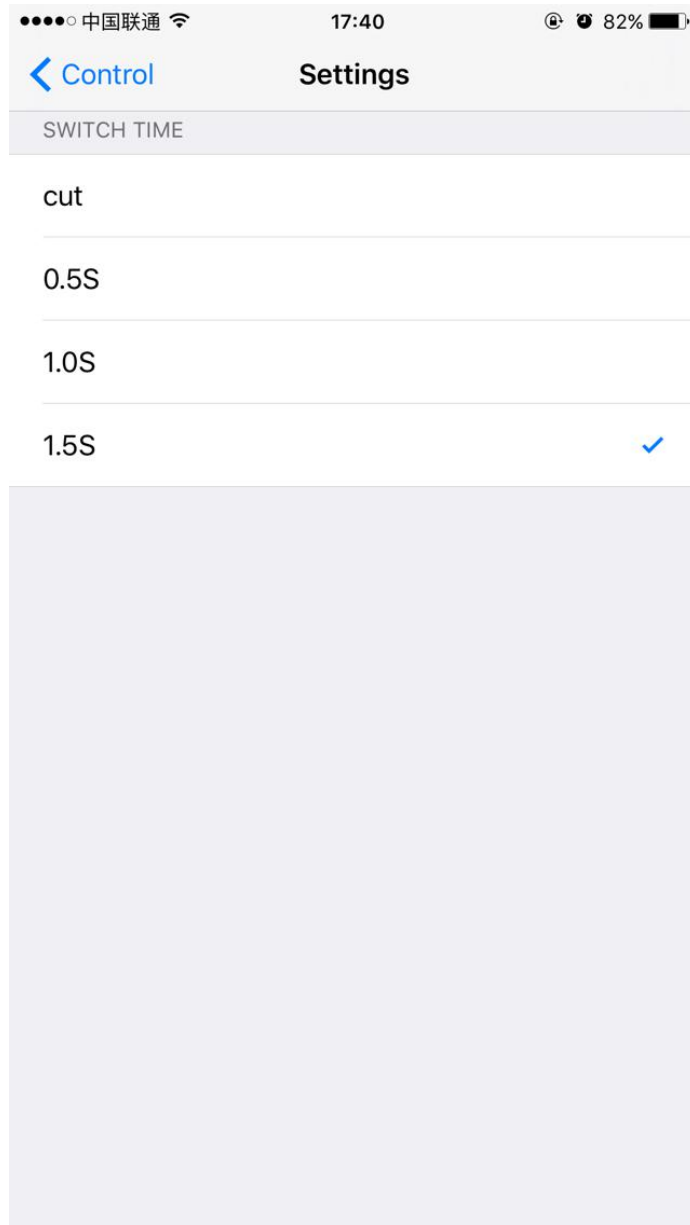 中国联通 17:40 82%
Control Settings
SWITCH TIME
cut
0.5S
1.0S
1.5S